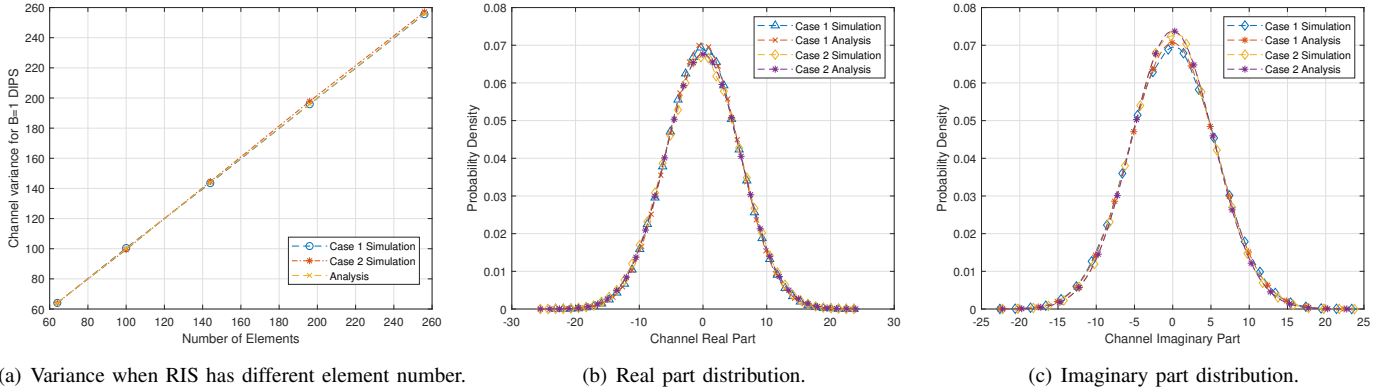 260
240
220
200
180
160
140
120
100
80
60
60 80 100 120 140 160 180 200 220 240 260
Channel variance for B=1 DIPS
Number of Elements
Case 1 Simulation
Case 2 Simulation
Analysis
(a) Variance when RIS has different element number.
0.08
0.07
0.06
0.05
0.04
0.03
0.02
0.01
0
-30 -20 -10 0 10 20 30
Probability Density
Channel Real Part
Case 1 Simulation
Case 1 Analysis
Case 2 Simulation
Case 2 Analysis
(b) Real part distribution.
0.08
0.07
0.06
0.05
0.04
0.03
0.02
0.01
0
-25 -20 -15 -10 -5 0 5 10 15 20 25
Probability Density
Channel Imaginary Part
Case 1 Simulation
Case 1 Analysis
Case 2 Simulation
Case 2 Analysis
(c) Imaginary part distribution.